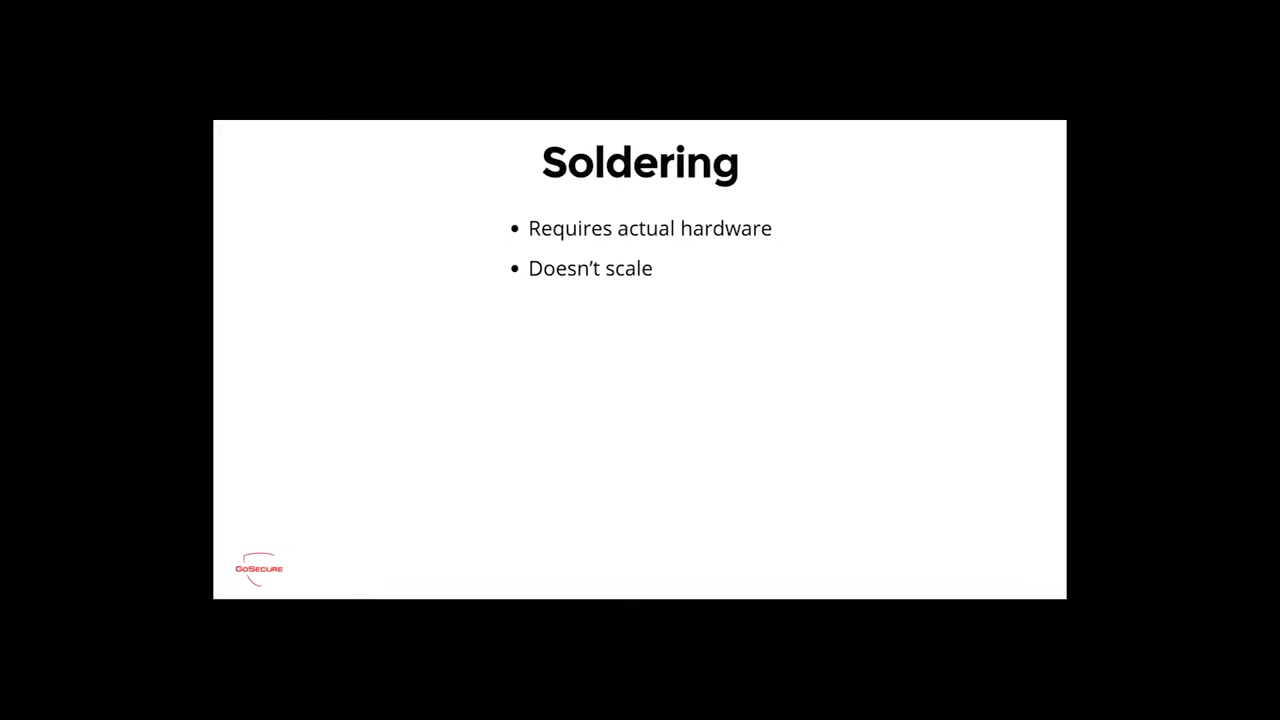 Soldering
• Requires actual hardware
• Doesn’t scale
GoSecure